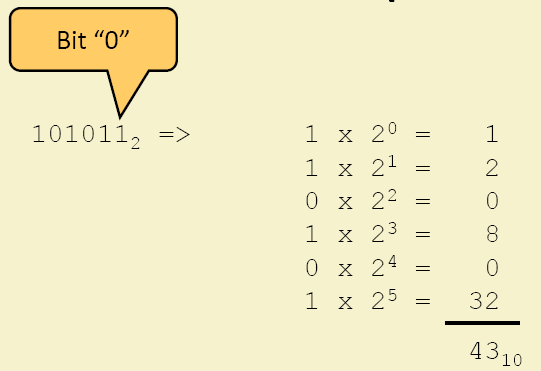 Bit “0”
101011₂ => 1 x 2⁰ = 1
1 x 2¹ = 2
0 x 2² = 0
1 x 2³ = 8
0 x 2⁴ = 0
1 x 2⁵ = 32
43₁₀